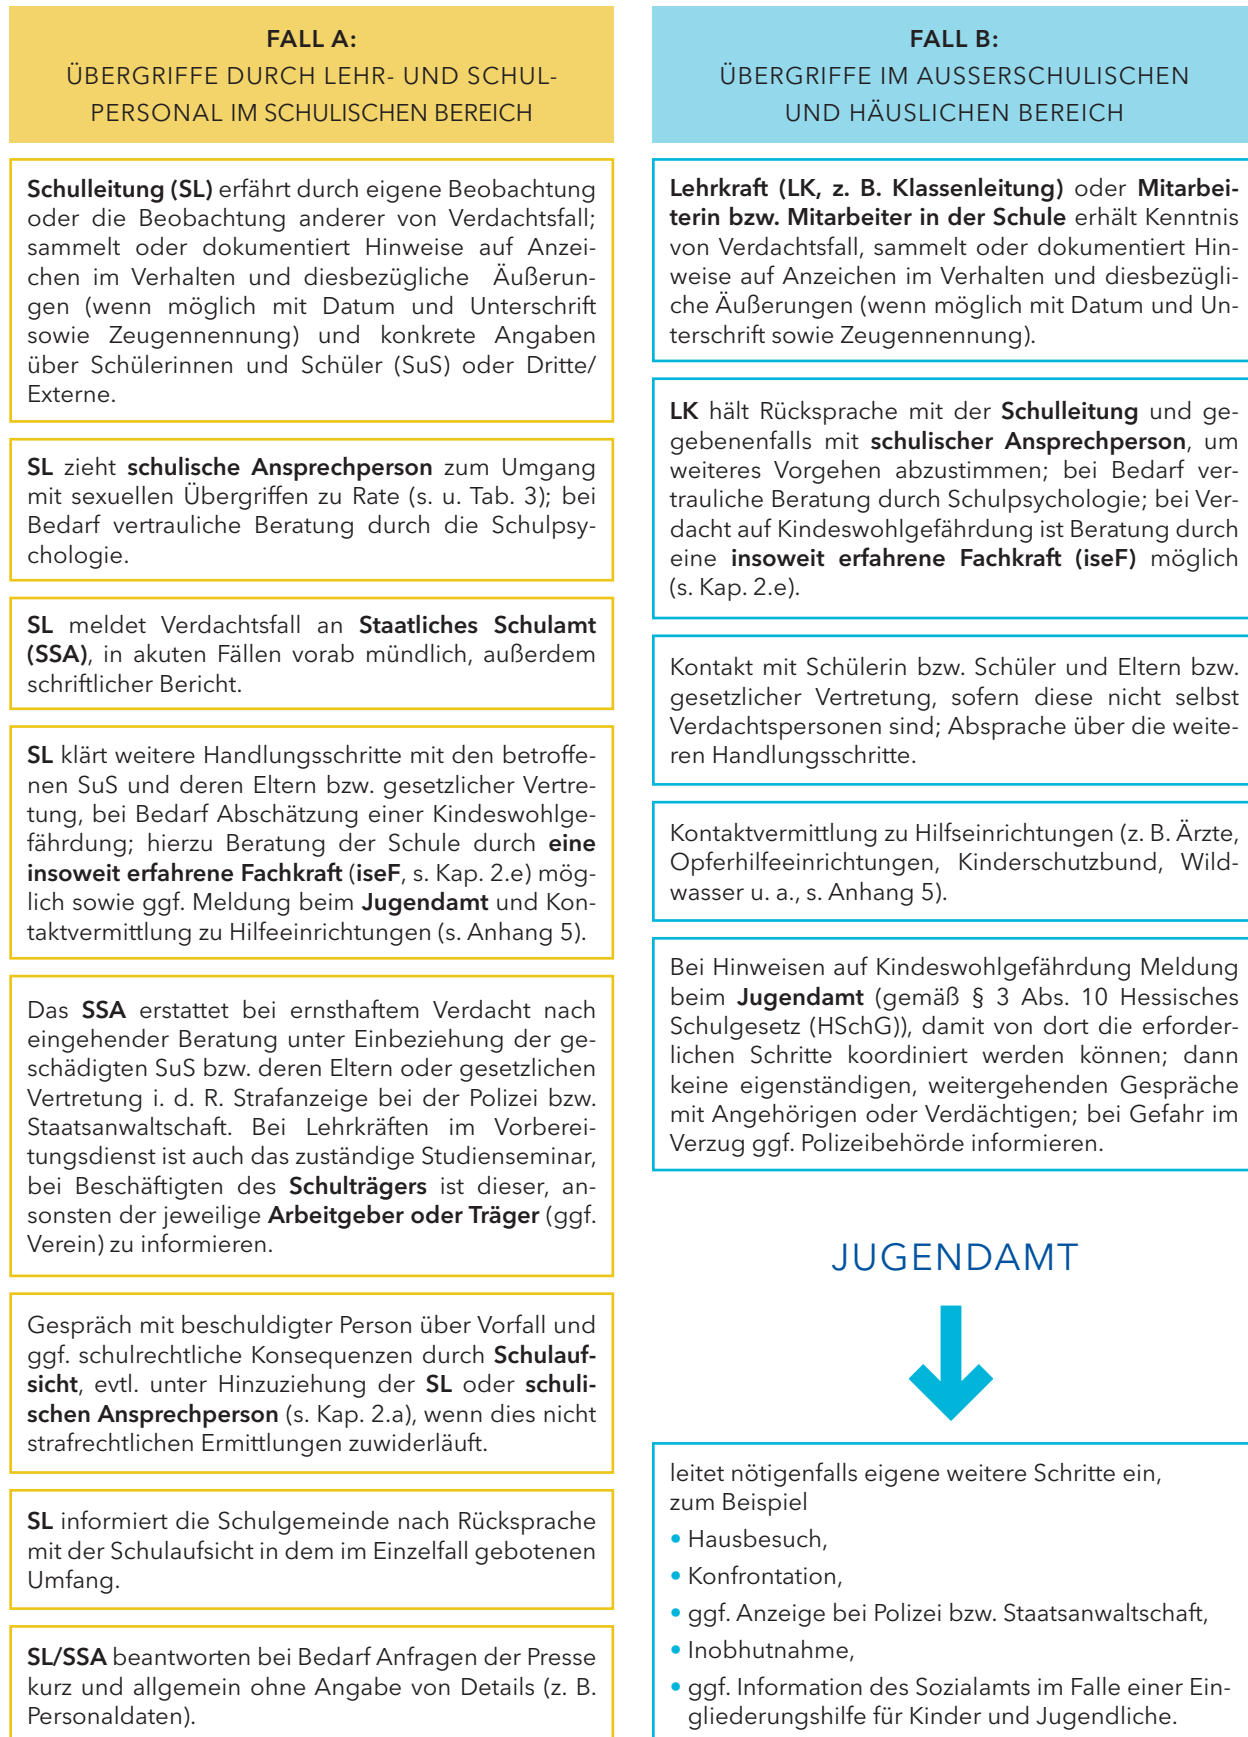 FALL A:
ÜBERGRIFFE DURCH LEHR- UND SCHUL-
PERSONAL IM SCHULISCHEN BEREICH
Schulleitung (SL) erfährt durch eigene Beobachtung
oder die Beobachtung anderer von Verdachtsfall;
sammelt oder dokumentiert Hinweise auf Anzei-
chen im Verhalten und diesbezügliche Äußerun-
gen (wenn möglich mit Datum und Unterschrift
sowie Zeugennennung) und konkrete Angaben
über Schülerinnen und Schüler (SuS) oder Dritte/
Externe.
SL zieht schulische Ansprechperson zum Umgang
mit sexuellen Übergriffen zu Rate (s. u. Tab. 3); bei
Bedarf vertrauliche Beratung durch die Schulpsy-
chologie.
SL meldet Verdachtsfall an Staatliches Schulamt
(SSA), in akuten Fällen vorab mündlich, außerdem
schriftlicher Bericht.
SL klärt weitere Handlungsschritte mit den betroffe-
nen SuS und deren Eltern bzw. gesetzlicher Vertre-
tung, bei Bedarf Abschätzung einer Kindeswohlge-
fährdung; hierzu Beratung der Schule durch eine
insoweit erfahrene Fachkraft (iseF, s. Kap. 2.e) mög-
lich sowie ggf. Meldung beim Jugendamt und Kon-
taktvermittlung zu Hilfeeinrichtungen (s. Anhang 5).
Das SSA erstattet bei ernsthaftem Verdacht nach
eingehender Beratung unter Einbeziehung der ge-
schädigten SuS bzw. deren Eltern oder gesetzlichen
Vertretung i. d. R. Strafanzeige bei der Polizei bzw.
Staatsanwaltschaft. Bei Lehrkräften im Vorberei-
tungsdienst ist auch das zuständige Studienseminar,
bei Beschäftigten des Schulträgers ist dieser, an-
sonsten der jeweilige Arbeitgeber oder Träger (ggf.
Verein) zu informieren.
Gespräch mit beschuldigter Person über Vorfall und
ggf. schulrechtliche Konsequenzen durch Schulauf-
sicht, evtl. unter Hinzuziehung der SL oder schuli-
schen Ansprechperson (s. Kap. 2.a), wenn dies nicht
strafrechtlichen Ermittlungen zuwiderläuft.
SL informiert die Schulgemeinde nach Rücksprache
mit der Schulaufsicht in dem im Einzelfall gebotenen
Umfang.
SL/SSA beantworten bei Bedarf Anfragen der Presse
kurz und allgemein ohne Angabe von Details (z. B.
Personaldaten).
FALL B:
ÜBERGRIFFE IM AUSSERSCHULISCHEN
UND HÄUSLICHEN BEREICH
Lehrkraft (LK, z. B. Klassenleitung) oder Mitarbei-
terin bzw. Mitarbeiter in der Schule erhält Kenntnis
von Verdachtsfall, sammelt oder dokumentiert Hin-
weise auf Anzeichen im Verhalten und diesbezügli-
che Äußerungen (wenn möglich mit Datum und Un-
terschrift sowie Zeugennennung).
LK hält Rücksprache mit der Schulleitung und ge-
gebenenfalls mit schulischer Ansprechperson, um
weiteres Vorgehen abzustimmen; bei Bedarf ver-
trauliche Beratung durch Schulpsychologie; bei Ver-
dacht auf Kindeswohlgefährdung ist Beratung durch
eine insoweit erfahrene Fachkraft (iseF) möglich
(s. Kap. 2.e).
Kontakt mit Schülerin bzw. Schüler und Eltern bzw.
gesetzlicher Vertretung, sofern diese nicht selbst
Verdachtspersonen sind; Absprache über die weite-
ren Handlungsschritte.
Kontaktvermittlung zu Hilfseinrichtungen (z. B. Ärzte,
Opferhilfeeinrichtungen, Kinderschutzbund, Wild-
wasser u. a., s. Anhang 5).
Bei Hinweisen auf Kindeswohlgefährdung Meldung
beim Jugendamt (gemäß § 3 Abs. 10 Hessisches
Schulgesetz (HSchG)), damit von dort die erforder-
lichen Schritte koordiniert werden können; dann
keine eigenständigen, weitergehenden Gespräche
mit Angehörigen oder Verdächtigen; bei Gefahr im
Verzug ggf. Polizeibehörde informieren.
JUGENDAMT
leitet nötigenfalls eigene weitere Schritte ein,
zum Beispiel
• Hausbesuch,
• Konfrontation,
• ggf. Anzeige bei Polizei bzw. Staatsanwaltschaft,
• Inobhutnahme,
• ggf. Information des Sozialamts im Falle einer Ein-
gliederungshilfe für Kinder und Jugendliche.